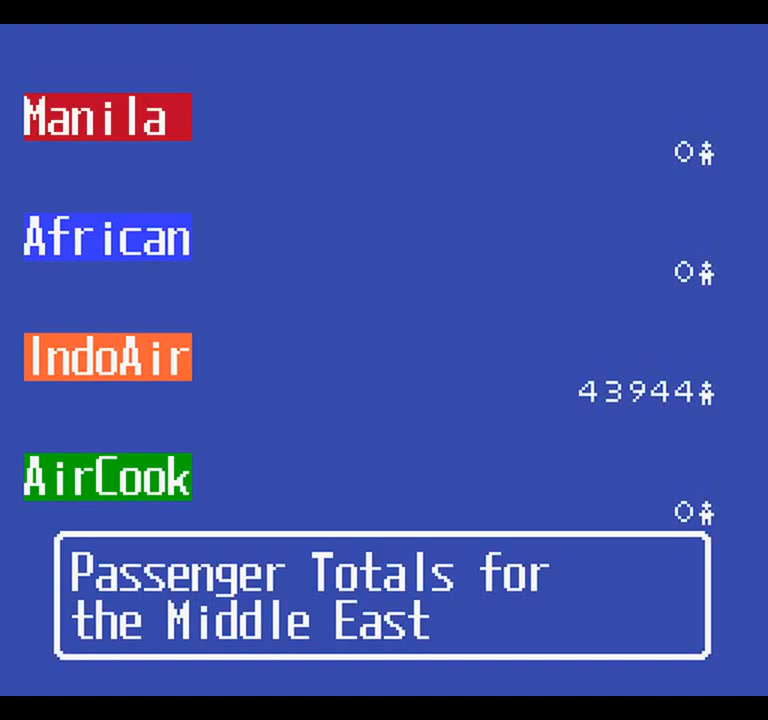 Manila
0
African
0
IndoAir
43944
AirCook
0
Passenger Totals for
the Middle East